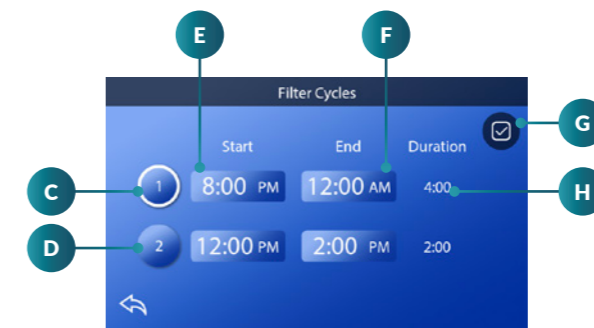 E F
Filter Cycles
G
Start End Duration
C 1 8:00 PM 12:00 AM 4:00 H
D 2 12:00 PM 2:00 PM 2:00